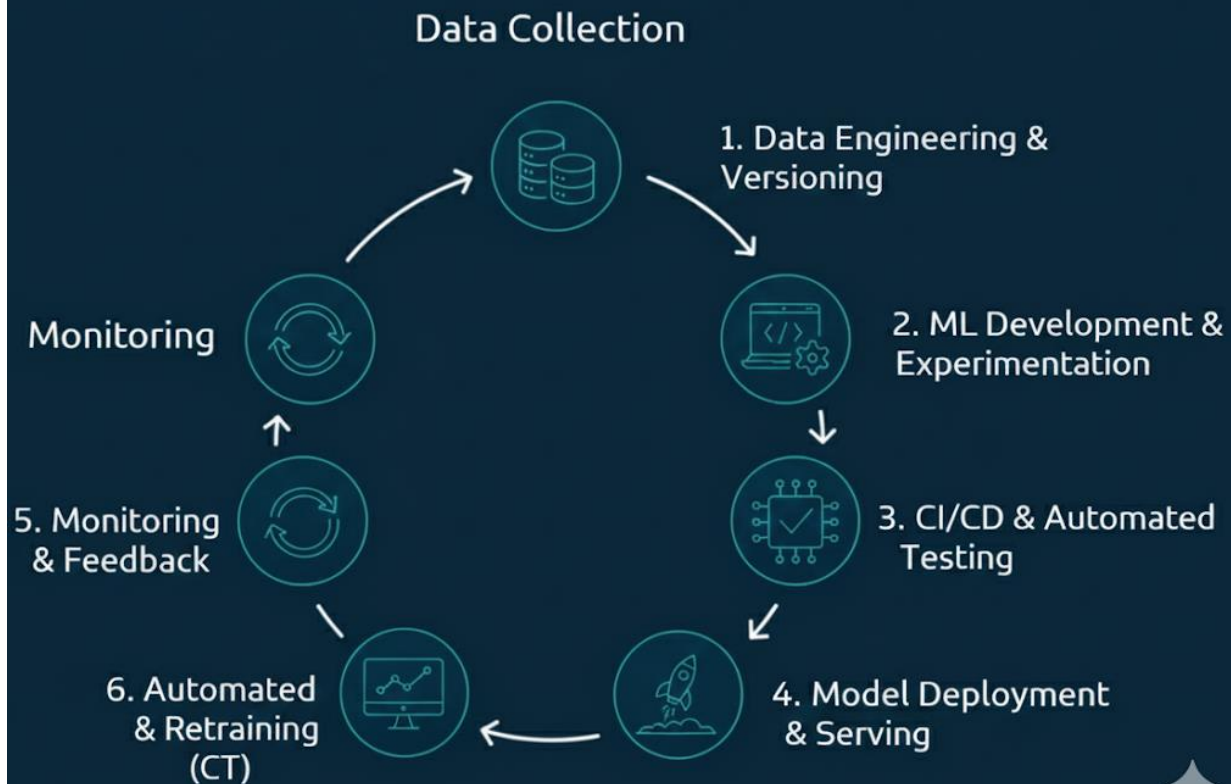 Data Collection
1. Data Engineering &
Versioning
2. ML Development &
Experimentation
3. CI/CD & Automated
Testing
4. Model Deployment
& Serving
6. Automated
& Retraining
(CT)
5. Monitoring
& Feedback
Monitoring